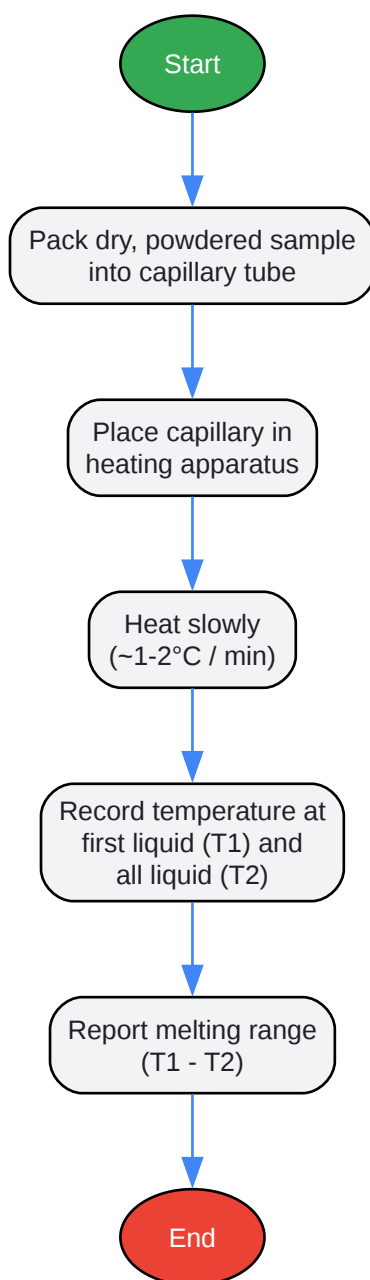 Start
Pack dry, powdered sample
into capillary tube
Place capillary in
heating apparatus
Heat slowly
(~1-2°C / min)
Record temperature at
first liquid (T1) and
all liquid (T2)
Report melting range
(T1 - T2)
End